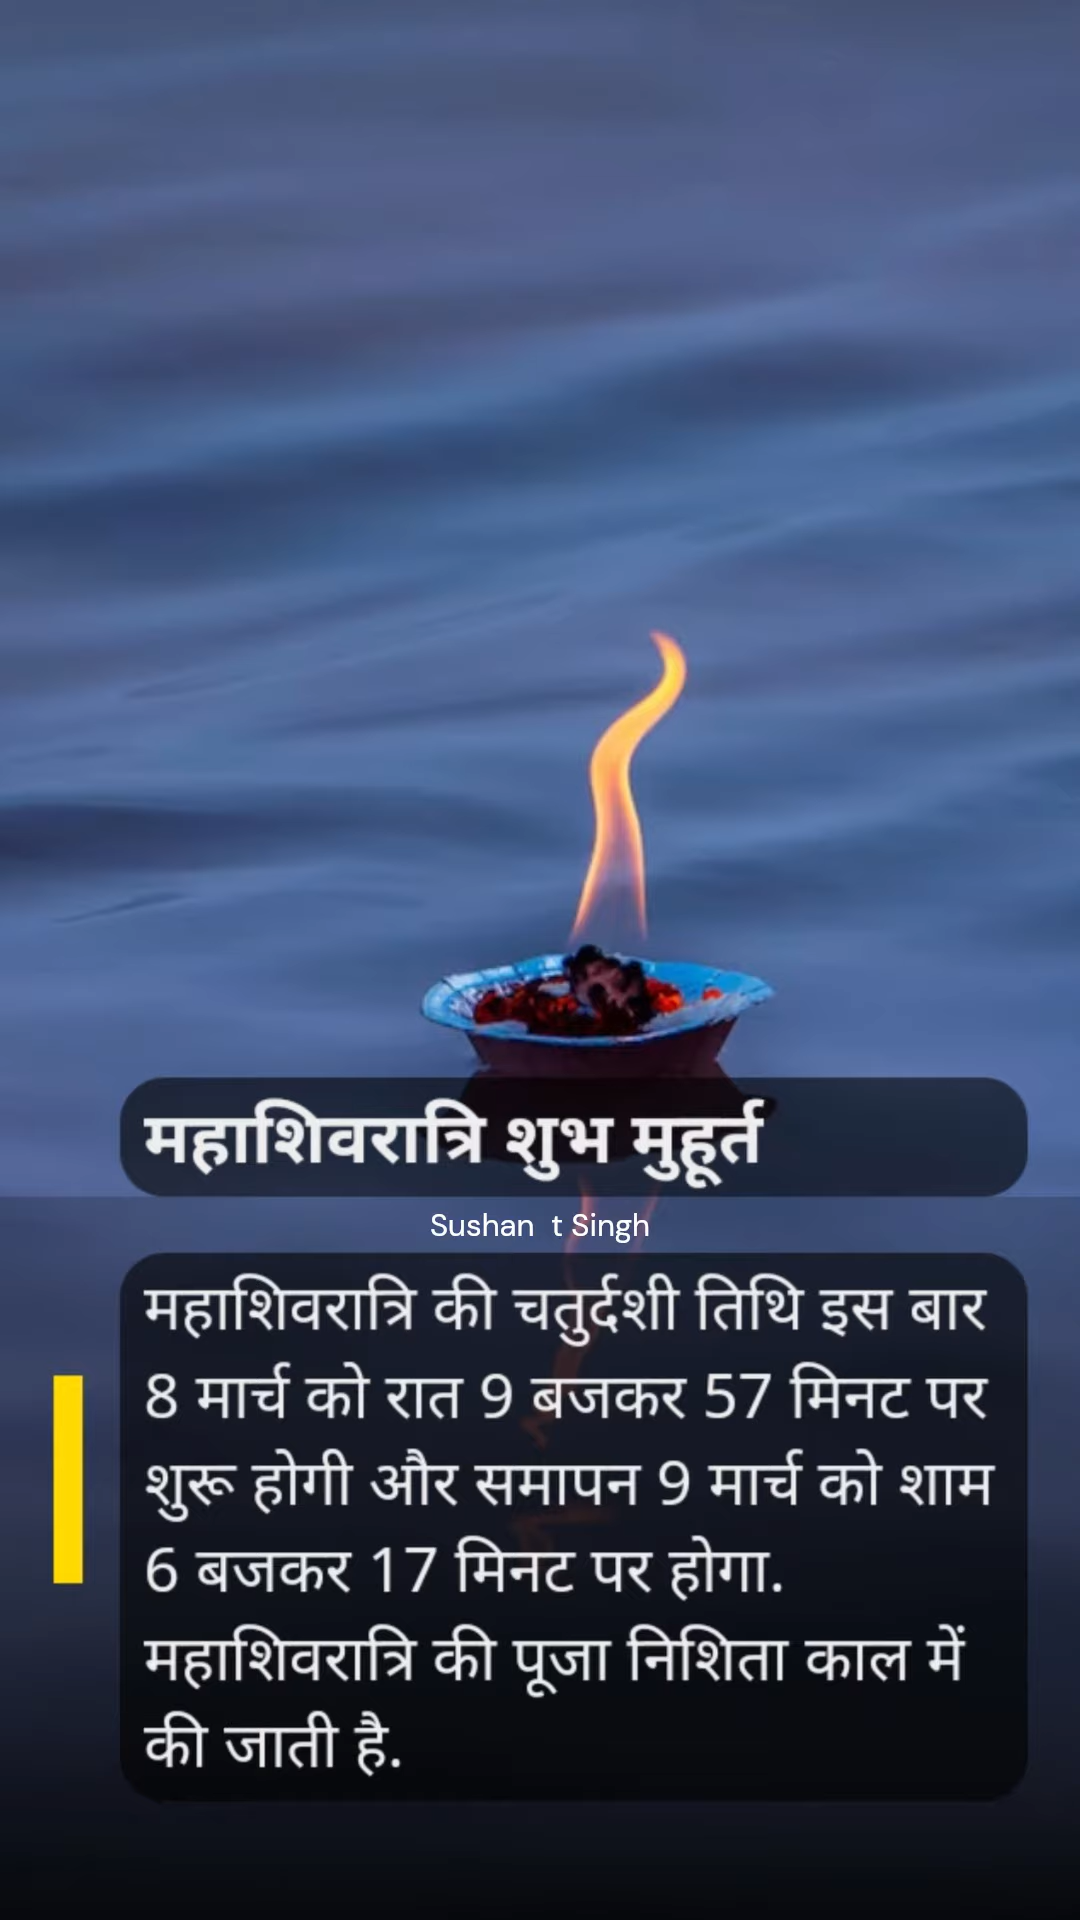 महाशिवरात्रि शुभ मुहूर्त
Sushan t Singh
महाशिवरात्रि की चतुर्दशी तिथि इस बार
8 मार्च को रात 9 बजकर 57 मिनट पर
शुरू होगी और समापन 9 मार्च को शाम
6 बजकर 17 मिनट पर होगा.
महाशिवरात्रि की पूजा निशिता काल में
की जाती है.